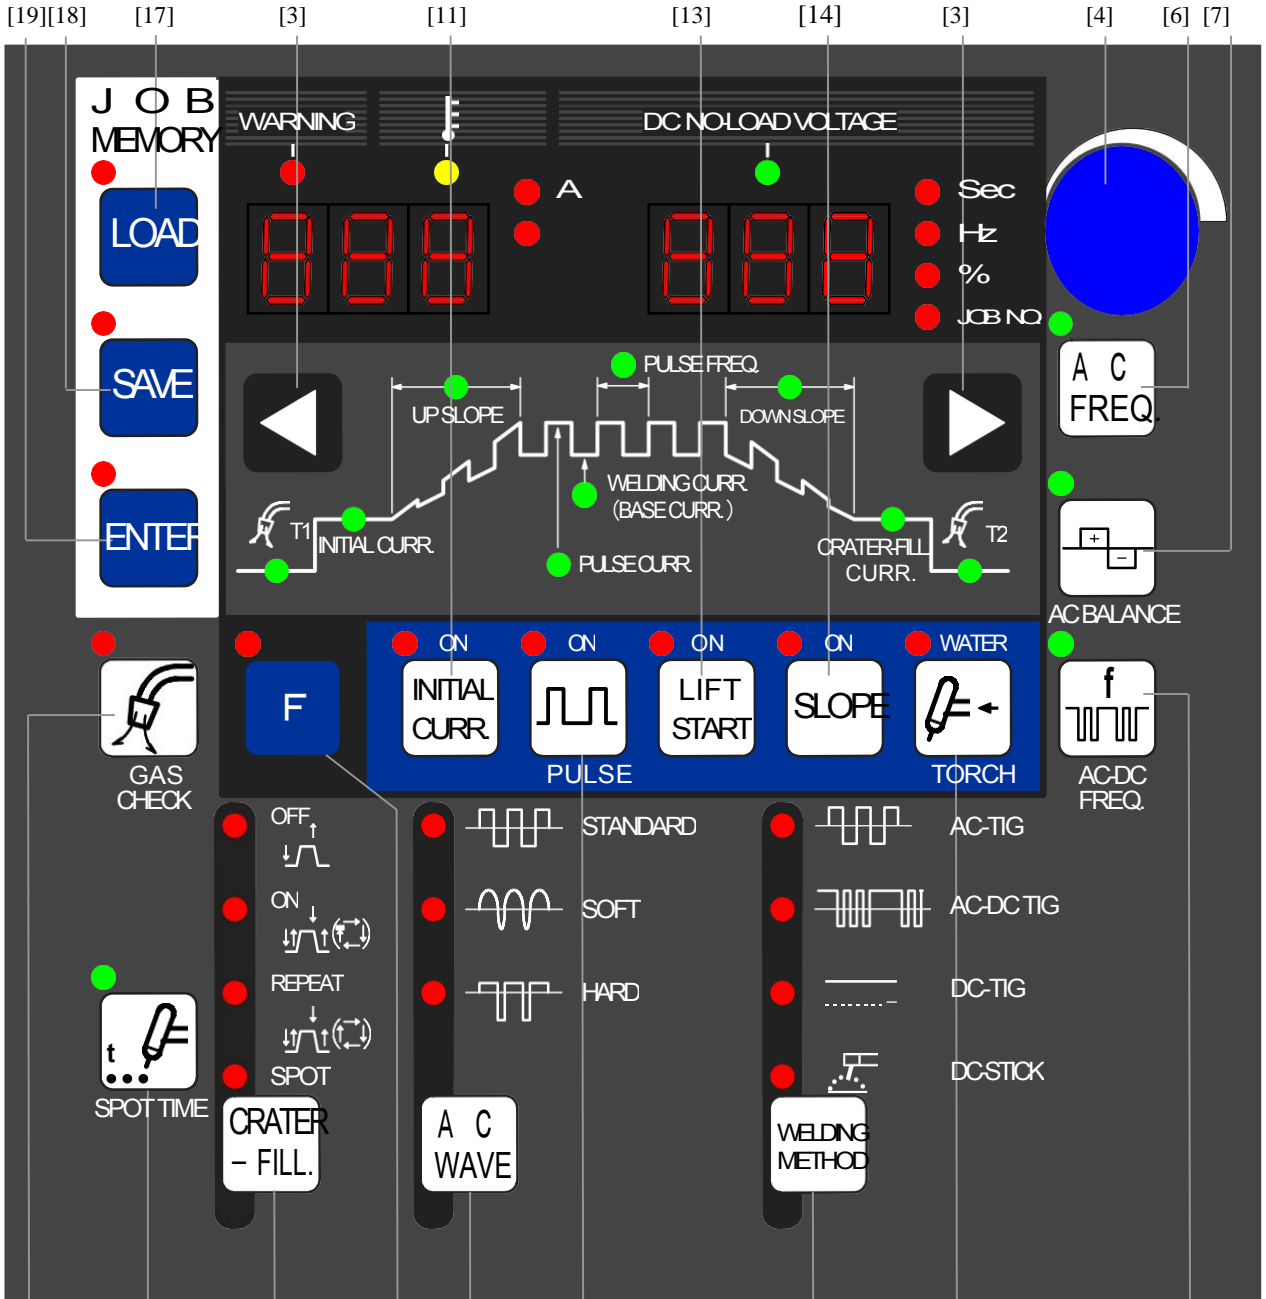 [19][18] [17] [3] [11] [13] [14] [3] [4] [6] [7]
J O B
MEMORY
WARNING
DC NO-LOAD VOLTAGE
LOAD
A
Sec
Hz
%
JOB NO.
888 888
SAVE
PULSE FREQ.
UP SLOPE
DOWN SLOPE
A C
FREQ.
WELDING CURR.
(BASE CURR.)
ENTER
T1
INITIAL CURR.
PULSE CURR.
CRATER-FILL
CURR.
T2
+
−
AC BALANCE
ON
ON
ON
ON
WATER
F
INITIAL
CURR.
LIFT
START
SLOPE
f
PULSE
TORCH
GAS
CHECK
AC-DC
FREQ.
OFF
STANDARD
AC-TIG
ON
SOFT
AC-DC TIG
REPEAT
HARD
DC-TIG
SPOT
DC-STICK
t
SPOT TIME
CRATER
– FILL.
A C
WAVE
WELDING
METHOD